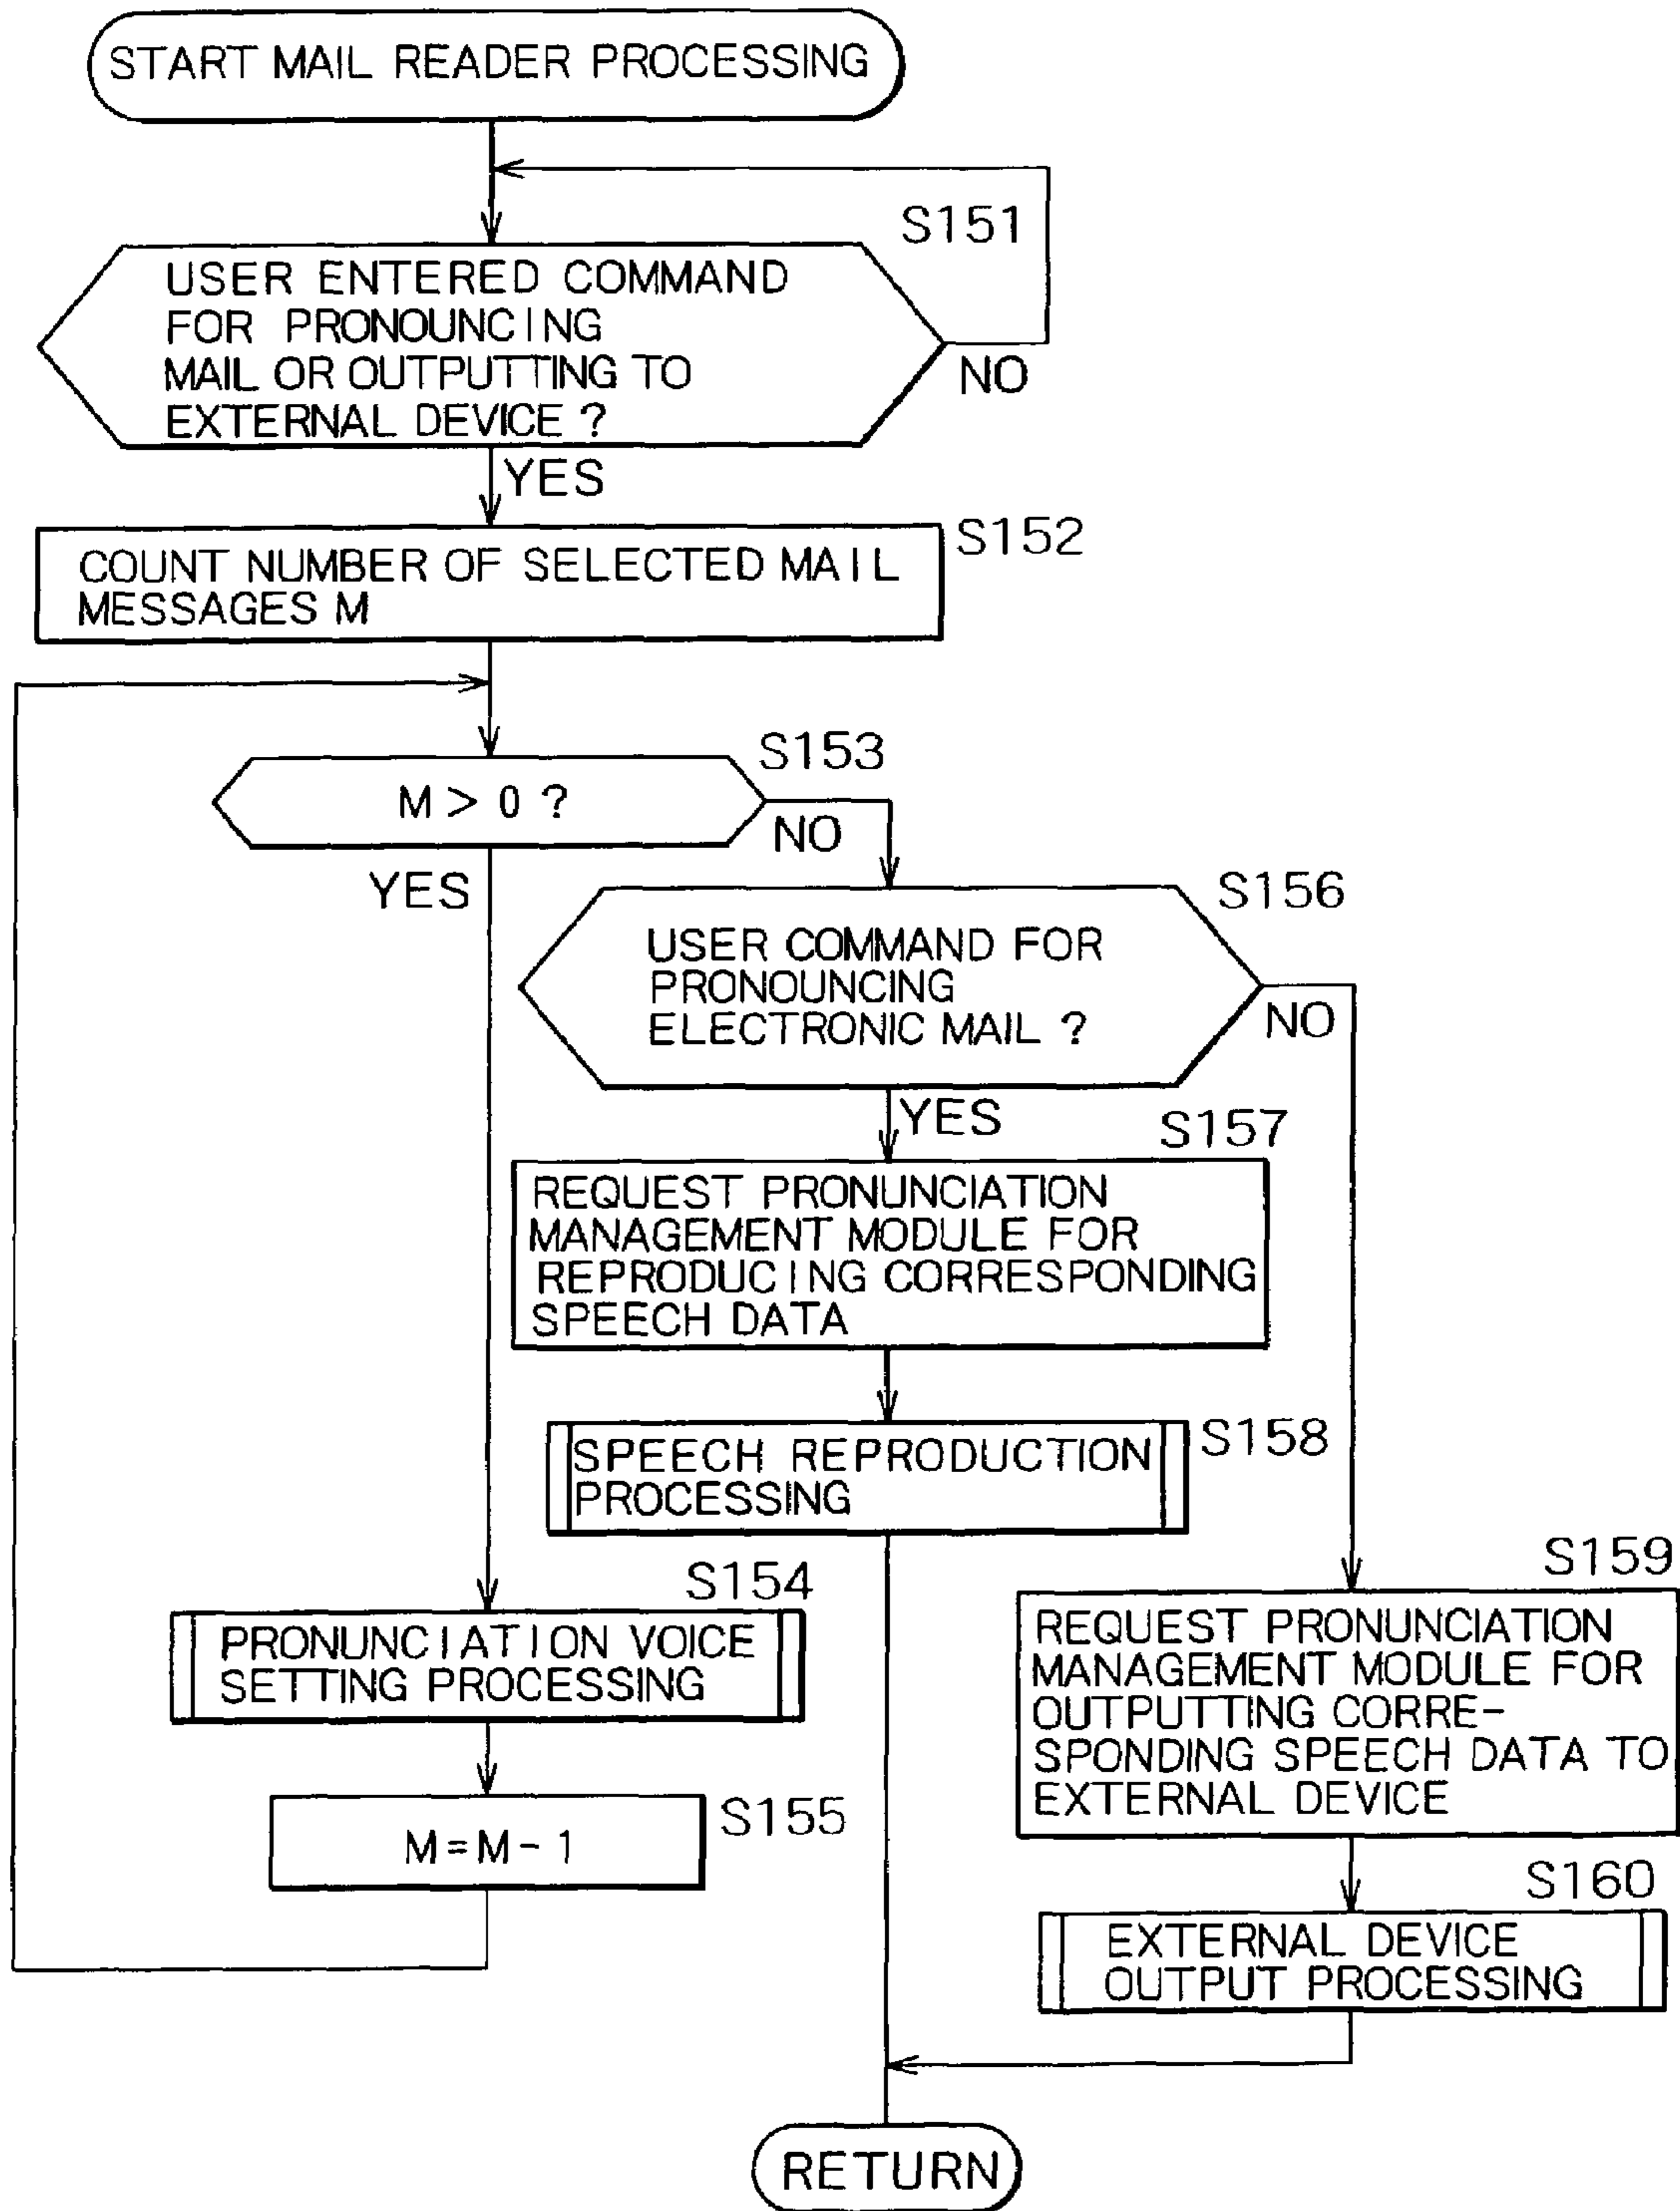 START MAIL READER PROCESSING
S151
USER ENTERED COMMAND
FOR PRONOUNCING
MAIL OR OUTPUTTING TO
EXTERNAL DEVICE ?
NO
YES
S152
COUNT NUMBER OF SELECTED MAIL
MESSAGES M
S153
M > 0 ?
NO
YES
S156
USER COMMAND FOR
PRONOUNCING
ELECTRONIC MAIL ?
NO
YES
S157
REQUEST PRONUNCIATION
MANAGEMENT MODULE FOR
REPRODUCING CORRESPONDING
SPEECH DATA
S158
SPEECH REPRODUCTION
PROCESSING
S154
PRONUNCIATION VOICE
SETTING PROCESSING
S155
M = M - 1
S159
REQUEST PRONUNCIATION
MANAGEMENT MODULE FOR
OUTPUTTING CORRE-
SPONDING SPEECH DATA TO
EXTERNAL DEVICE
S160
EXTERNAL DEVICE
OUTPUT PROCESSING
RETURN